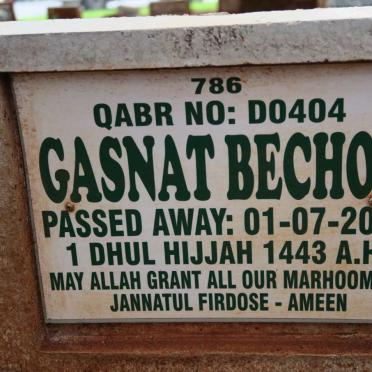 786
QABR NO: D0404
GASNAT BECHO
PASSED AWAY: 01-07-20
1 DHUL HIJJAH 1443 A.H
MAY ALLAH GRANT ALL OUR MARHOOM
JANNATUL FIRDOSE - AMEEN